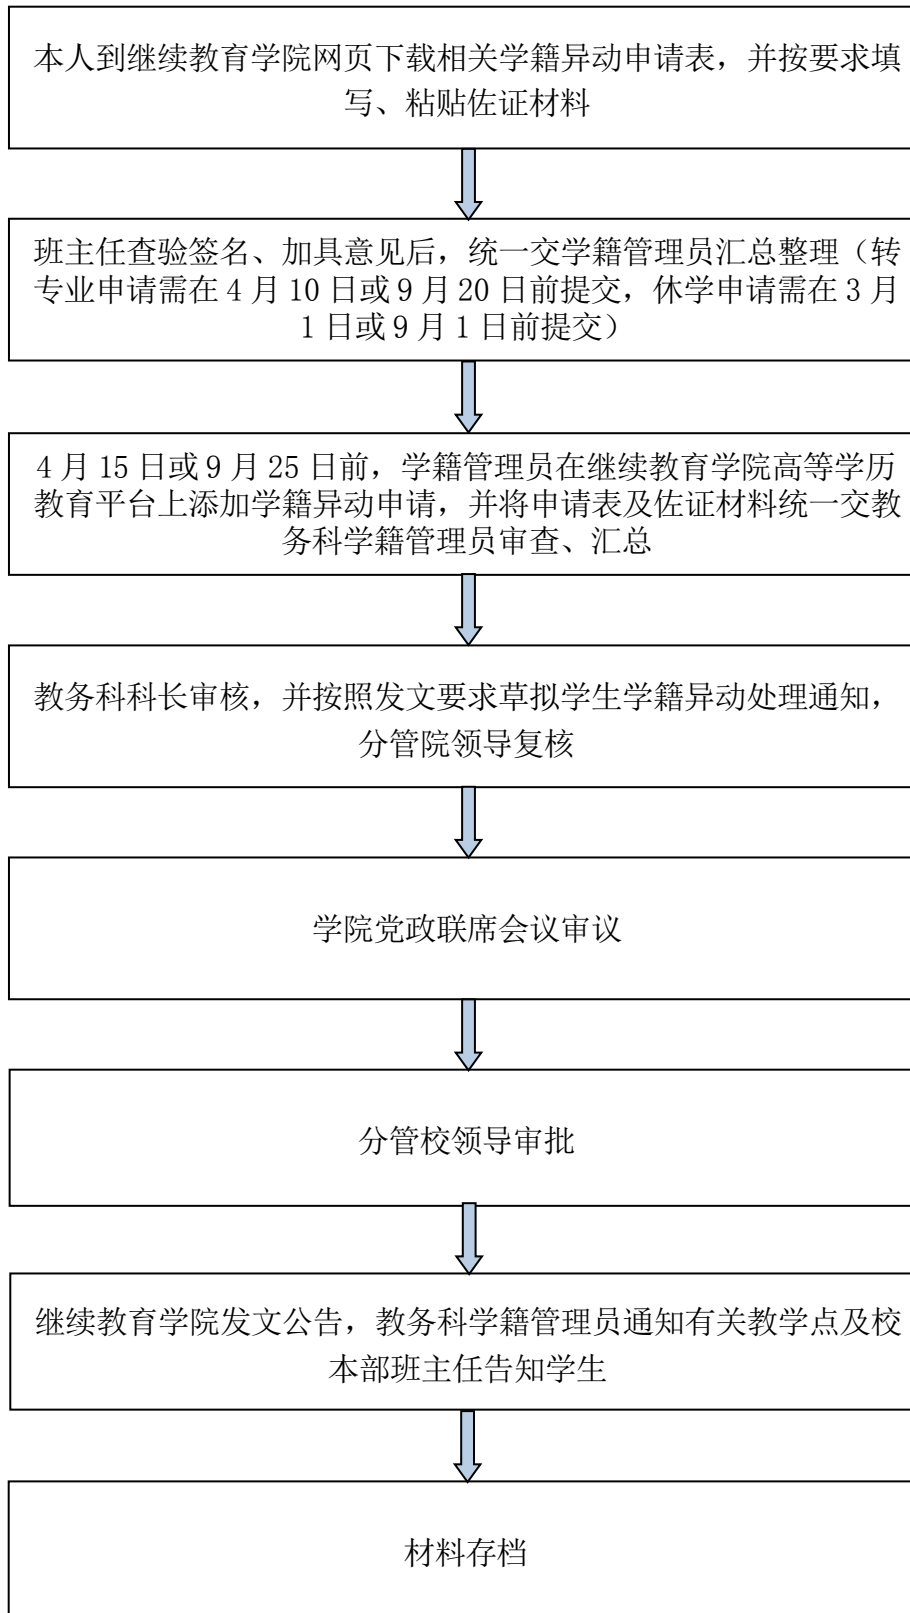 本人到继续教育学院网页下载相关学籍异动申请表，并按要求填
写、粘贴佐证材料
班主任查验签名、加具意见后，统一交学籍管理员汇总整理（转
专业申请需在 4 月 10 日或 9 月 20 日前提交，休学申请需在 3 月
1 日或 9 月 1 日前提交）
4 月 15 日或 9 月 25 日前，学籍管理员在继续教育学院高等学历
教育平台上添加学籍异动申请，并将申请表及佐证材料统一交教
务科学籍管理员审查、汇总
教务科科长审核，并按照发文要求草拟学生学籍异动处理通知，
分管院领导复核
学院党政联席会议审议
分管校领导审批
继续教育学院发文公告，教务科学籍管理员通知有关教学点及校
本部班主任告知学生
材料存档